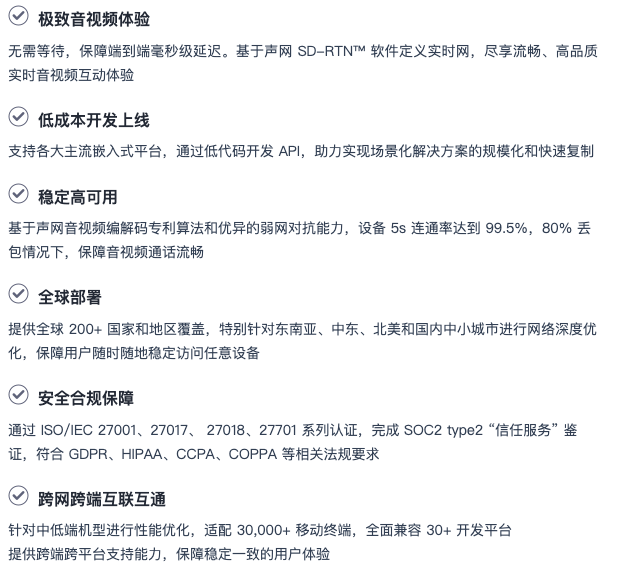 极致音视频体验
无需等待，保障端到端毫秒级延迟。基于声网 SD-RTN™ 软件定义实时网，尽享流畅、高品质
实时音视频互动体验
低成本开发上线
支持各大主流嵌入式平台，通过低代码开发 API，助力实现场景化解决方案的规模化和快速复制
稳定高可用
基于声网音视频编解码专利算法和优异的弱网对抗能力，设备 5s 连通率达到 99.5%，80% 丢
包情况下，保障音视频通话流畅
全球部署
提供全球 200+ 国家和地区覆盖，特别针对东南亚、中东、北美和国内中小城市进行网络深度优
化，保障用户随时随地稳定访问任意设备
安全合规保障
通过 ISO/IEC 27001、27017、 27018、27701 系列认证，完成 SOC2 type2 “信任服务” 鉴
证，符合 GDPR、HIPAA、CCPA、COPPA 等相关法规要求
跨网跨端互联互通
针对中低端机型进行性能优化，适配 30,000+ 移动终端，全面兼容 30+ 开发平台
提供跨端跨平台支持能力，保障稳定一致的用户体验